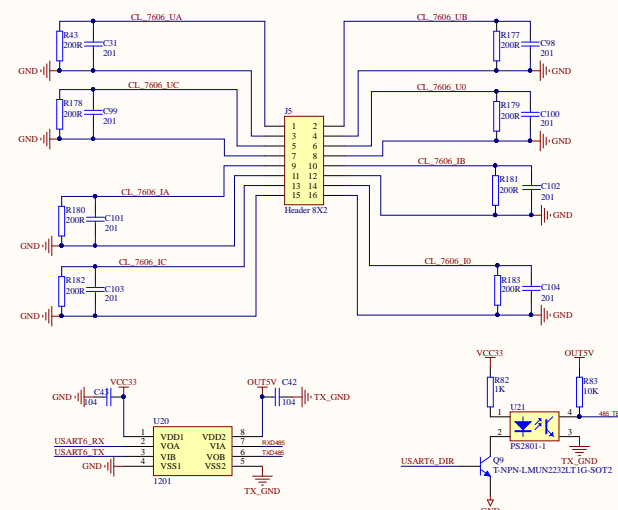 CL_7606_UA
CL_7606_UB
R43
200R
C31
201
R177
200R
C98
201
GND
GND
CL_7606_UC
CL_7606_U0
R178
200R
C99
201
R179
200R
C100
201
GND
GND
J5
1 2
3 4
5 6
7 8
9 10
11 12
13 14
15 16
Header 8X2
CL_7606_IB
R181
200R
C102
201
GND
CL_7606_IA
R180
200R
C101
201
GND
CL_7606_IC
CL_7606_I0
R182
200R
C103
201
R183
200R
C104
201
GND
GND
VCC33
OUT5V
GND
C43
104
C42
104
TX_GND
U20
1 VDD1 VDD2 8
USART6_RX 2 VOA VIA 7 RXD485
USART6_TX 3 VIB VOB 6 TXD485
GND 4 VSS1 VSS2 5
1201
TX_GND
VCC33
OUT5V
R82
1K
R83
10K
U21
1 4
2 3
PS2801-1
TX_GND
USART6_DIR
Q9
T-NPN-LMUN2232LT1G-SOT2
GND